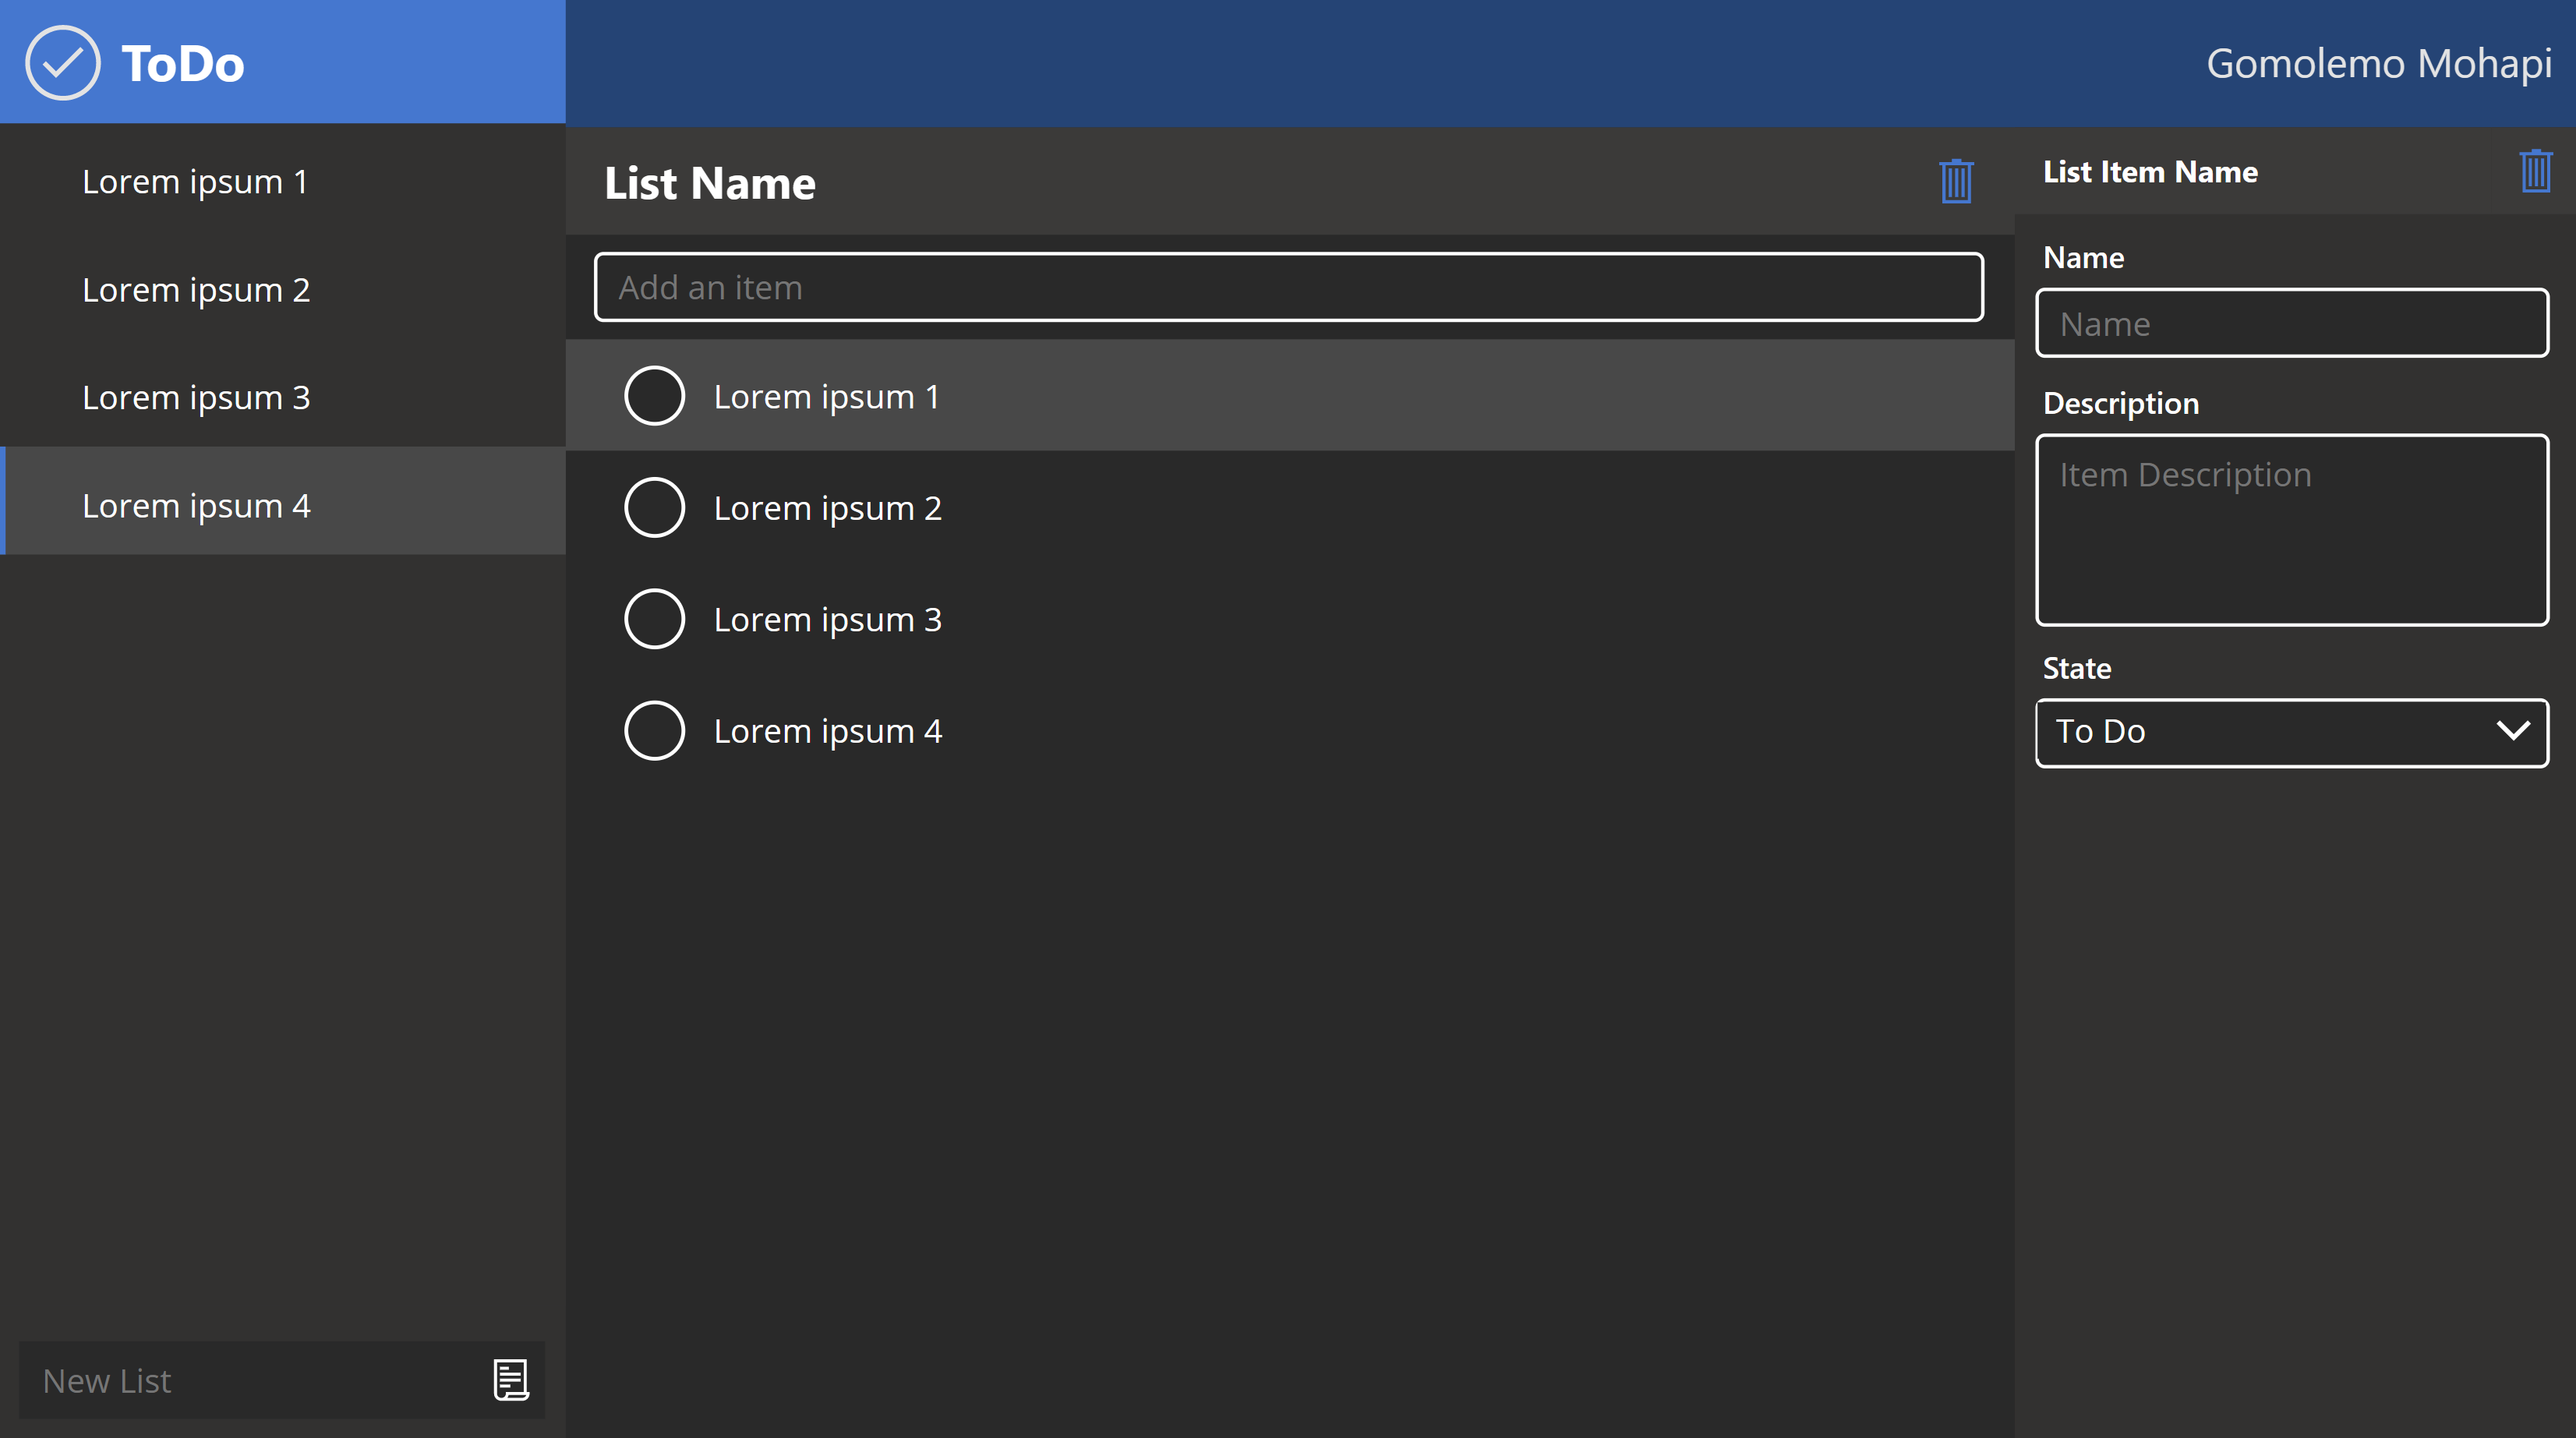 ToDo
Gomolemo Mohapi
Lorem ipsum 1
Lorem ipsum 2
Lorem ipsum 3
Lorem ipsum 4
New List
List Name
Add an item
Lorem ipsum 1
Lorem ipsum 2
Lorem ipsum 3
Lorem ipsum 4
List Item Name
Name
Name
Description
Item Description
State
To Do